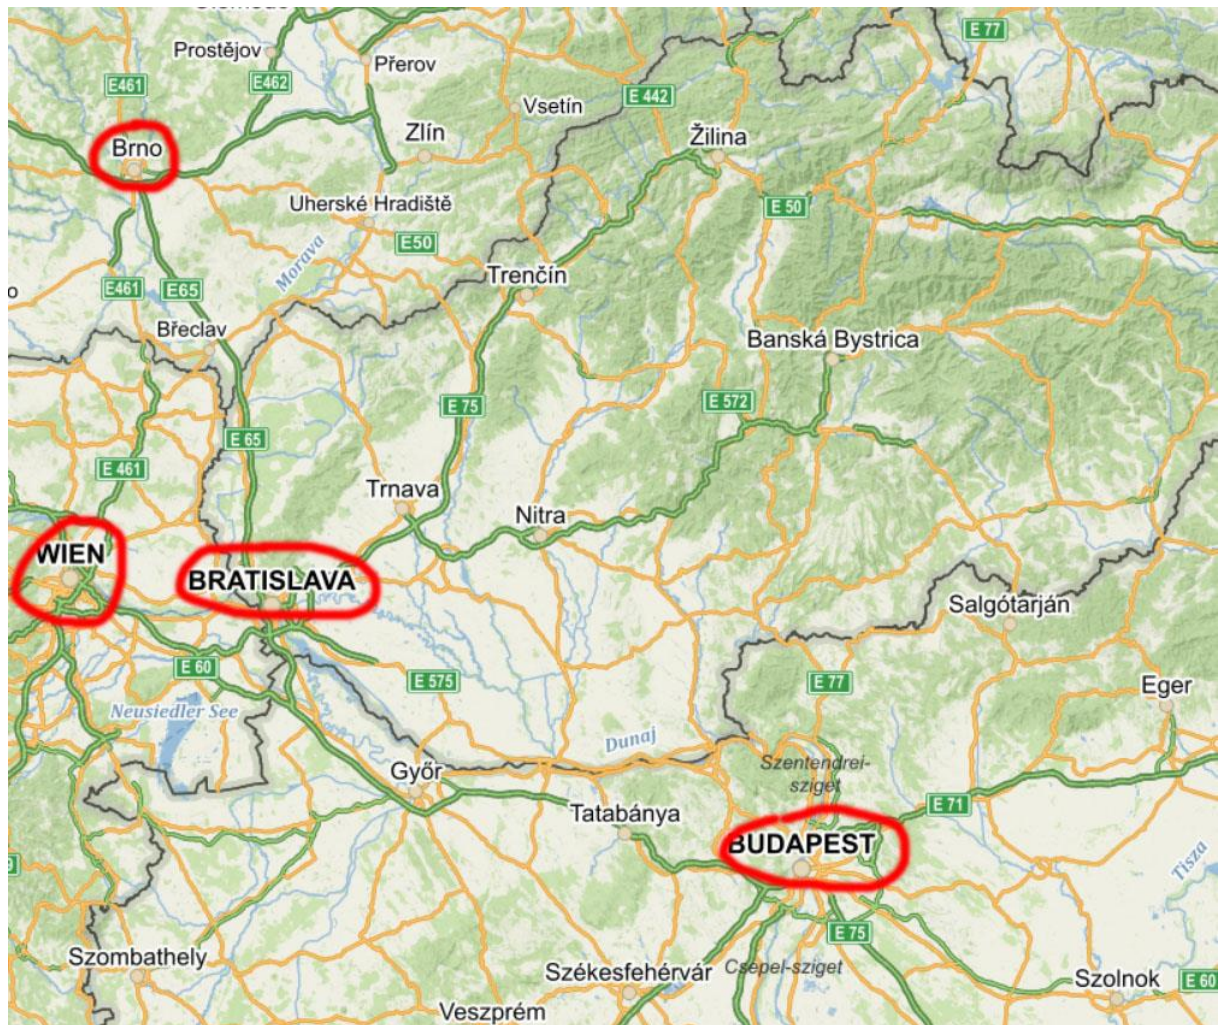 E 77
Prostějov
E461
E462
Přerov
E 442
Vsetín
Brno
Zlín
Žilina
Uherské Hradiště
E 50
E50
Morava
Trenčín
E461
E65
o
Břeclav
Banská Bystrica
E 75
E 572
E 65
E 461
Trnava
Nitra
WIEN
BRATISLAVA
Salgótarján
E 60
E 575
E 77
Eger
Neusiedler See
Dunaj
Szentendrei-
sziget
Győr
Tatabánya
E 71
BUDAPEST
Tisza
E 75
Szombathely
Székesfehérvár
Csepel-sziget
Szolnok
E 60
Veszprém